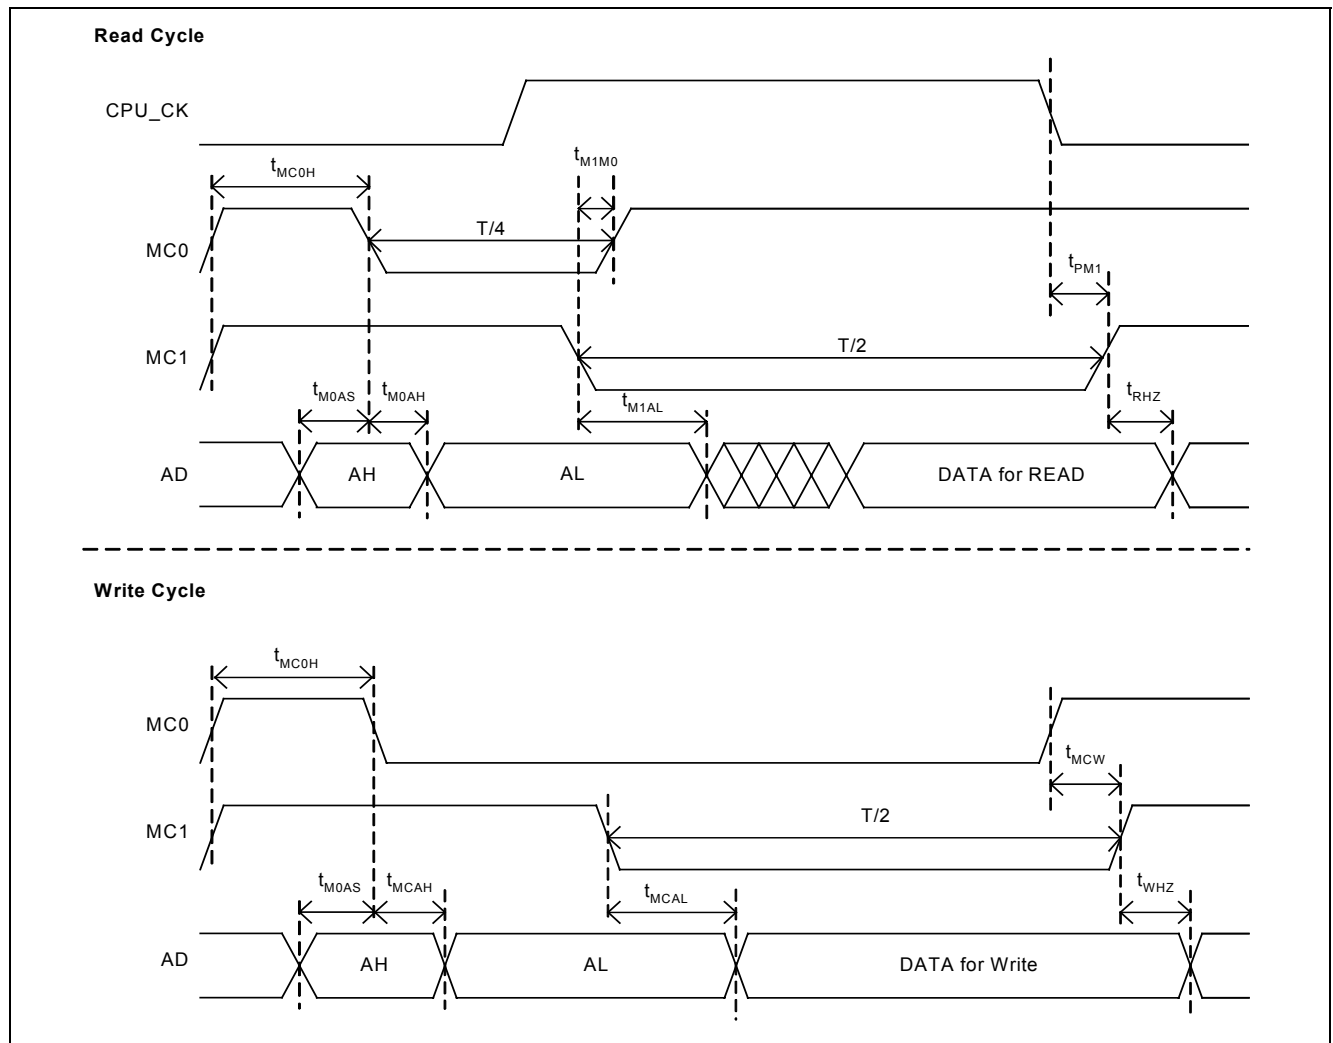 Read Cycle
CPU_CK
tM1M0
tMC0H
T/4
MC0
tPM1
T/2
MC1
tM0AS tM0AH tM1AL tRHZ
AD AH AL DATA for READ
Write Cycle
tMC0H
MC0
tMCW
T/2
MC1
tM0AS tMCAH tMCAL tWHZ
AD AH AL DATA for Write